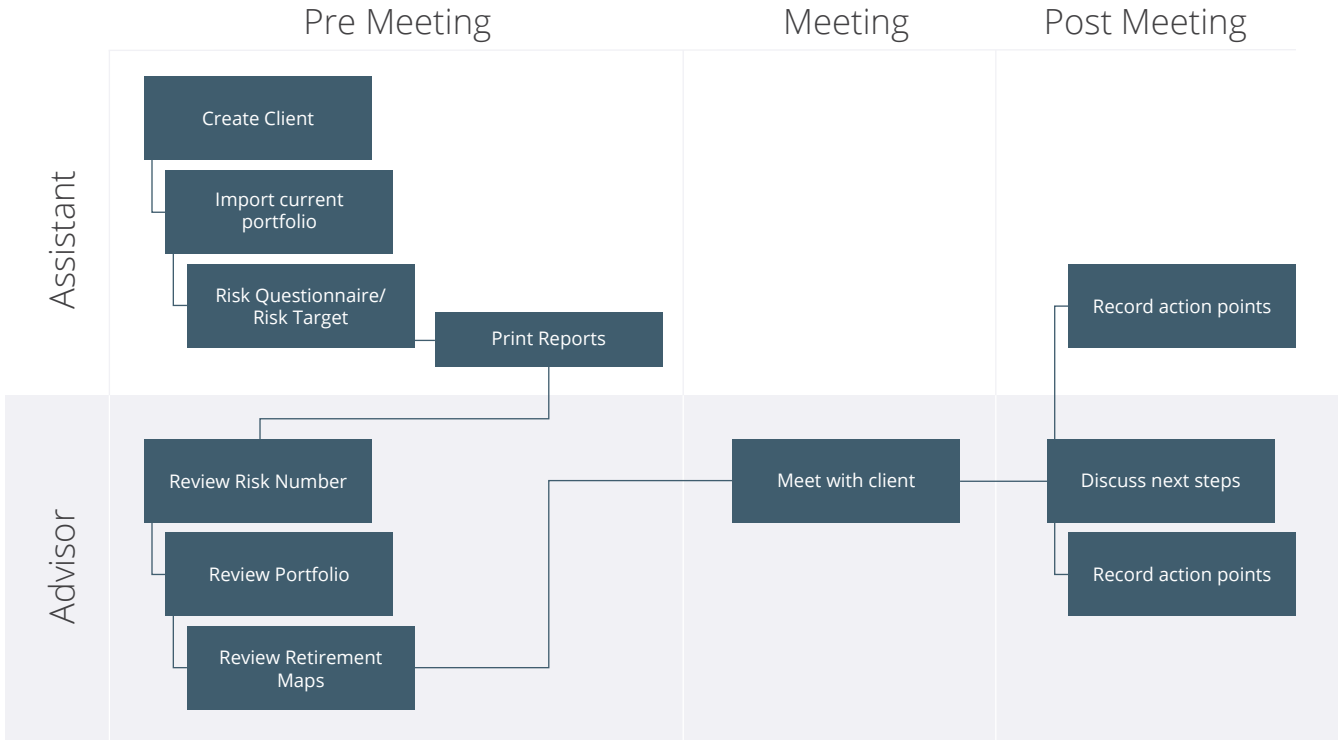 Pre Meeting
Meeting
Post Meeting
Assistant
Create Client
Import current
portfolio
Risk Questionnaire/
Risk Target
Print Reports
Record action points
Advisor
Review Risk Number
Review Portfolio
Review Retirement
Maps
Meet with client
Discuss next steps
Record action points